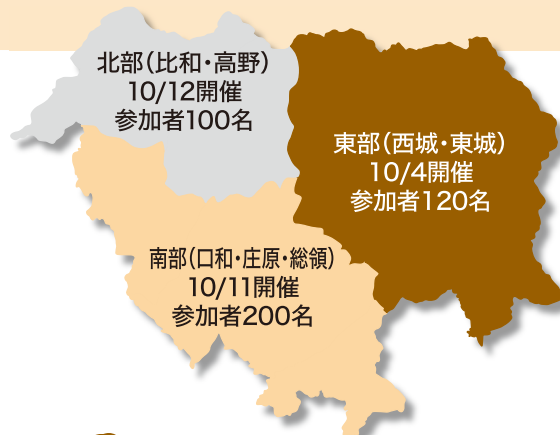 北部（比和・高野）
10/12開催
参加者100名
東部（西城・東城）
10/4開催
参加者120名
南部（口和・庄原・総領）
10/11開催
参加者200名